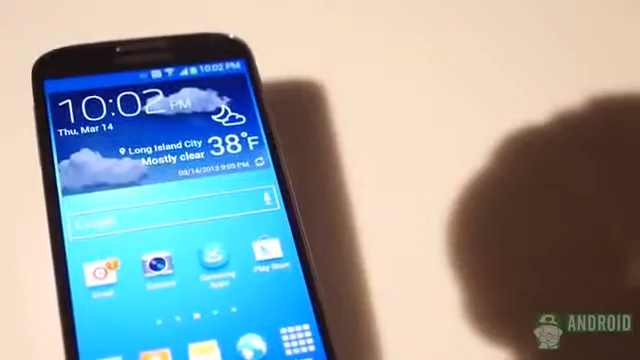 10:02 PM
10:02 PM
Thu, Mar 14
Long Island City
38°F
Mostly clear
03/14/2013 9:05 PM
Google
Email
Camera
Samsung
Apps
Play Store
ANDROID